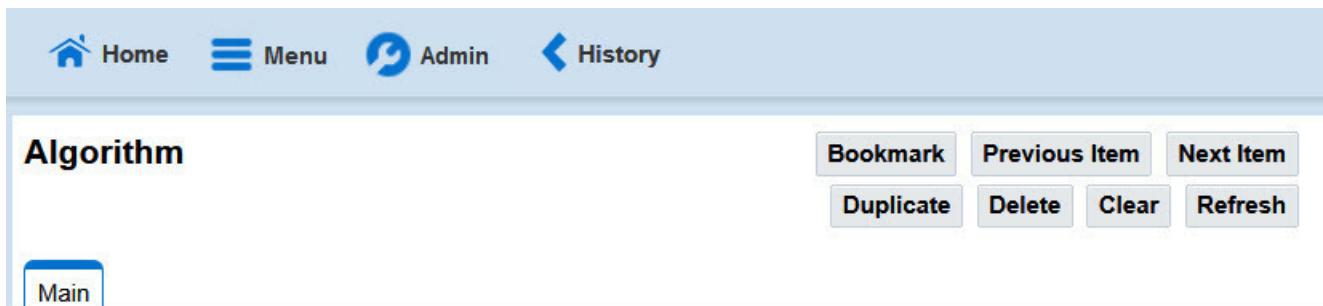 Home Menu Admin History
Algorithm Bookmark Previous Item Next Item
Duplicate Delete Clear Refresh
Main